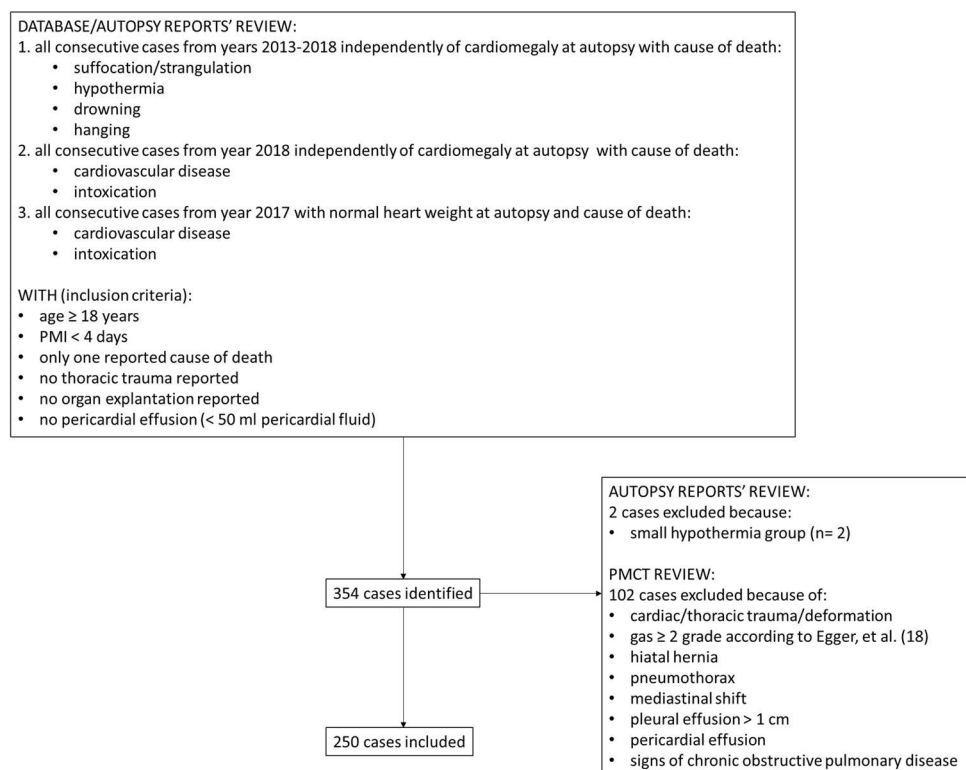 DATABASE/AUTOPSY REPORTS' REVIEW:
1. all consecutive cases from years 2013-2018 independently of cardiomegaly at autopsy with cause of death:
• suffocation/strangulation
• hypothermia
• drowning
• hanging
2. all consecutive cases from year 2018 independently of cardiomegaly at autopsy with cause of death:
• cardiovascular disease
• intoxication
3. all consecutive cases from year 2017 with normal heart weight at autopsy and cause of death:
• cardiovascular disease
• intoxication
WITH (inclusion criteria):
• age ≥ 18 years
• PMI < 4 days
• only one reported cause of death
• no thoracic trauma reported
• no organ explantation reported
• no pericardial effusion (< 50 ml pericardial fluid)
354 cases identified
AUTOPSY REPORTS' REVIEW:
2 cases excluded because:
• small hypothermia group (n= 2)
PMCT REVIEW:
102 cases excluded because of:
• cardiac/thoracic trauma/deformation
• gas ≥ 2 grade according to Egger, et al. (18)
• hiatal hernia
• pneumothorax
• mediastinal shift
• pleural effusion > 1 cm
• pericardial effusion
• signs of chronic obstructive pulmonary disease
250 cases included